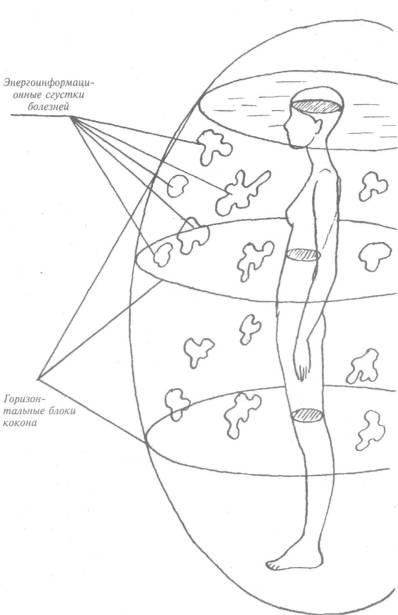 Энергоинформаци-
онные сгустки
болезней
Горизон-
тальные блоки
кокона